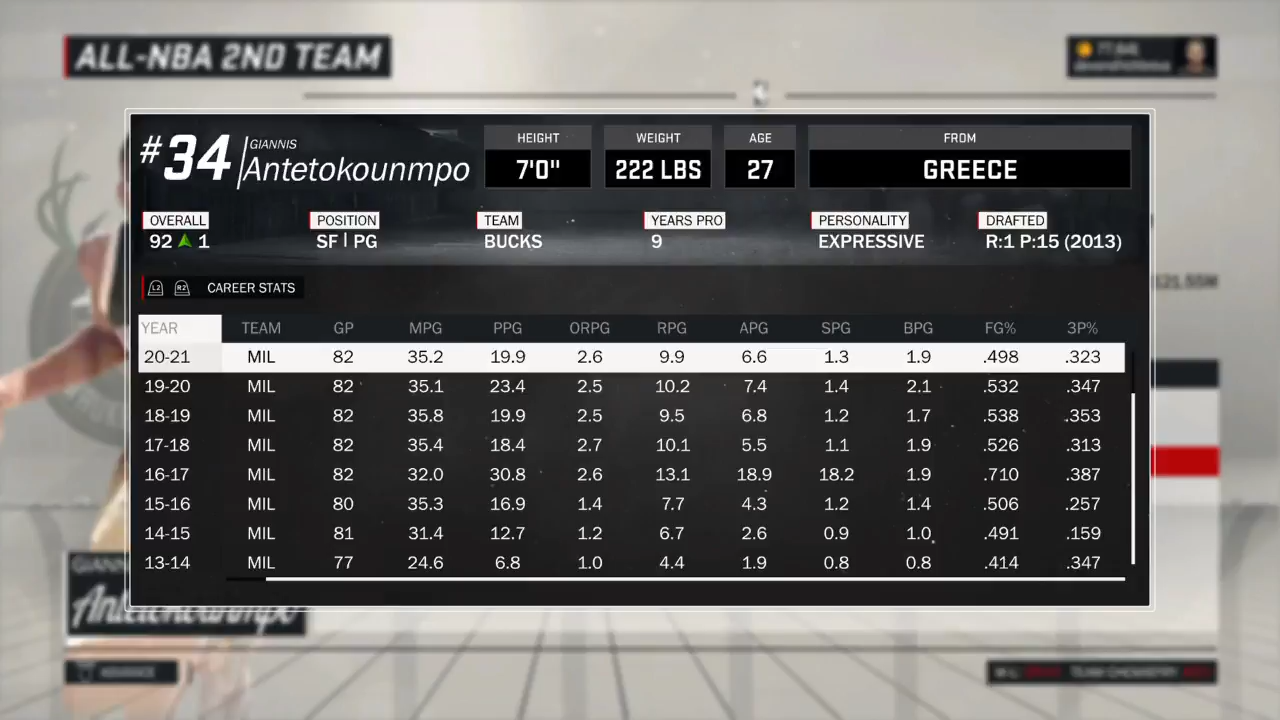 ALL-NBA 2ND TEAM
#34 GIANNIS Antetokounmpo
HEIGHT WEIGHT AGE FROM
7'0" 222 LBS 27 GREECE
OVERALL POSITION TEAM YEARS PRO PERSONALITY DRAFTED
92 1 SF | PG BUCKS 9 EXPRESSIVE R:1 P:15 (2013)
L2 R2 CAREER STATS
YEAR TEAM GP MPG PPG ORPG RPG APG SPG BPG FG% 3P%
20-21 MIL 82 35.2 19.9 2.6 9.9 6.6 1.3 1.9 .498 .323
19-20 MIL 82 35.1 23.4 2.5 10.2 7.4 1.4 2.1 .532 .347
18-19 MIL 82 35.8 19.9 2.5 9.5 6.8 1.2 1.7 .538 .353
17-18 MIL 82 35.4 18.4 2.7 10.1 5.5 1.1 1.9 .526 .313
16-17 MIL 82 32.0 30.8 2.6 13.1 18.9 18.2 1.9 .710 .387
15-16 MIL 80 35.3 16.9 1.4 7.7 4.3 1.2 1.4 .506 .257
14-15 MIL 81 31.4 12.7 1.2 6.7 2.6 0.9 1.0 .491 .159
13-14 MIL 77 24.6 6.8 1.0 4.4 1.9 0.8 0.8 .414 .347
Antetokounmpo
ADVANCE
TEAM CHEMISTRY